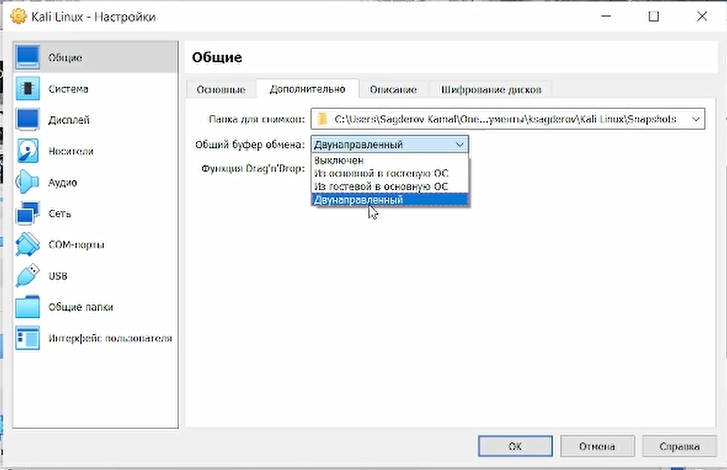 Kali Linux - Настройки
Общие
Система
Дисплей
Носители
Аудио
Сеть
COM-порты
USB
Общие папки
Интерфейс пользователя
Общие
Основные
Дополнительно
Описание
Шифрование дисков
Папка для снимков:
C:\Users\Sagderov Kamal\One...ументы\ksagderov\Kali Linux\Snapshots
Общий буфер обмена:
Двунаправленный
Выключен
Из основной в гостевую ОС
Из гостевой в основную ОС
Двунаправленный
Функция Drag'n'Drop:
OK
Отмена
Справка